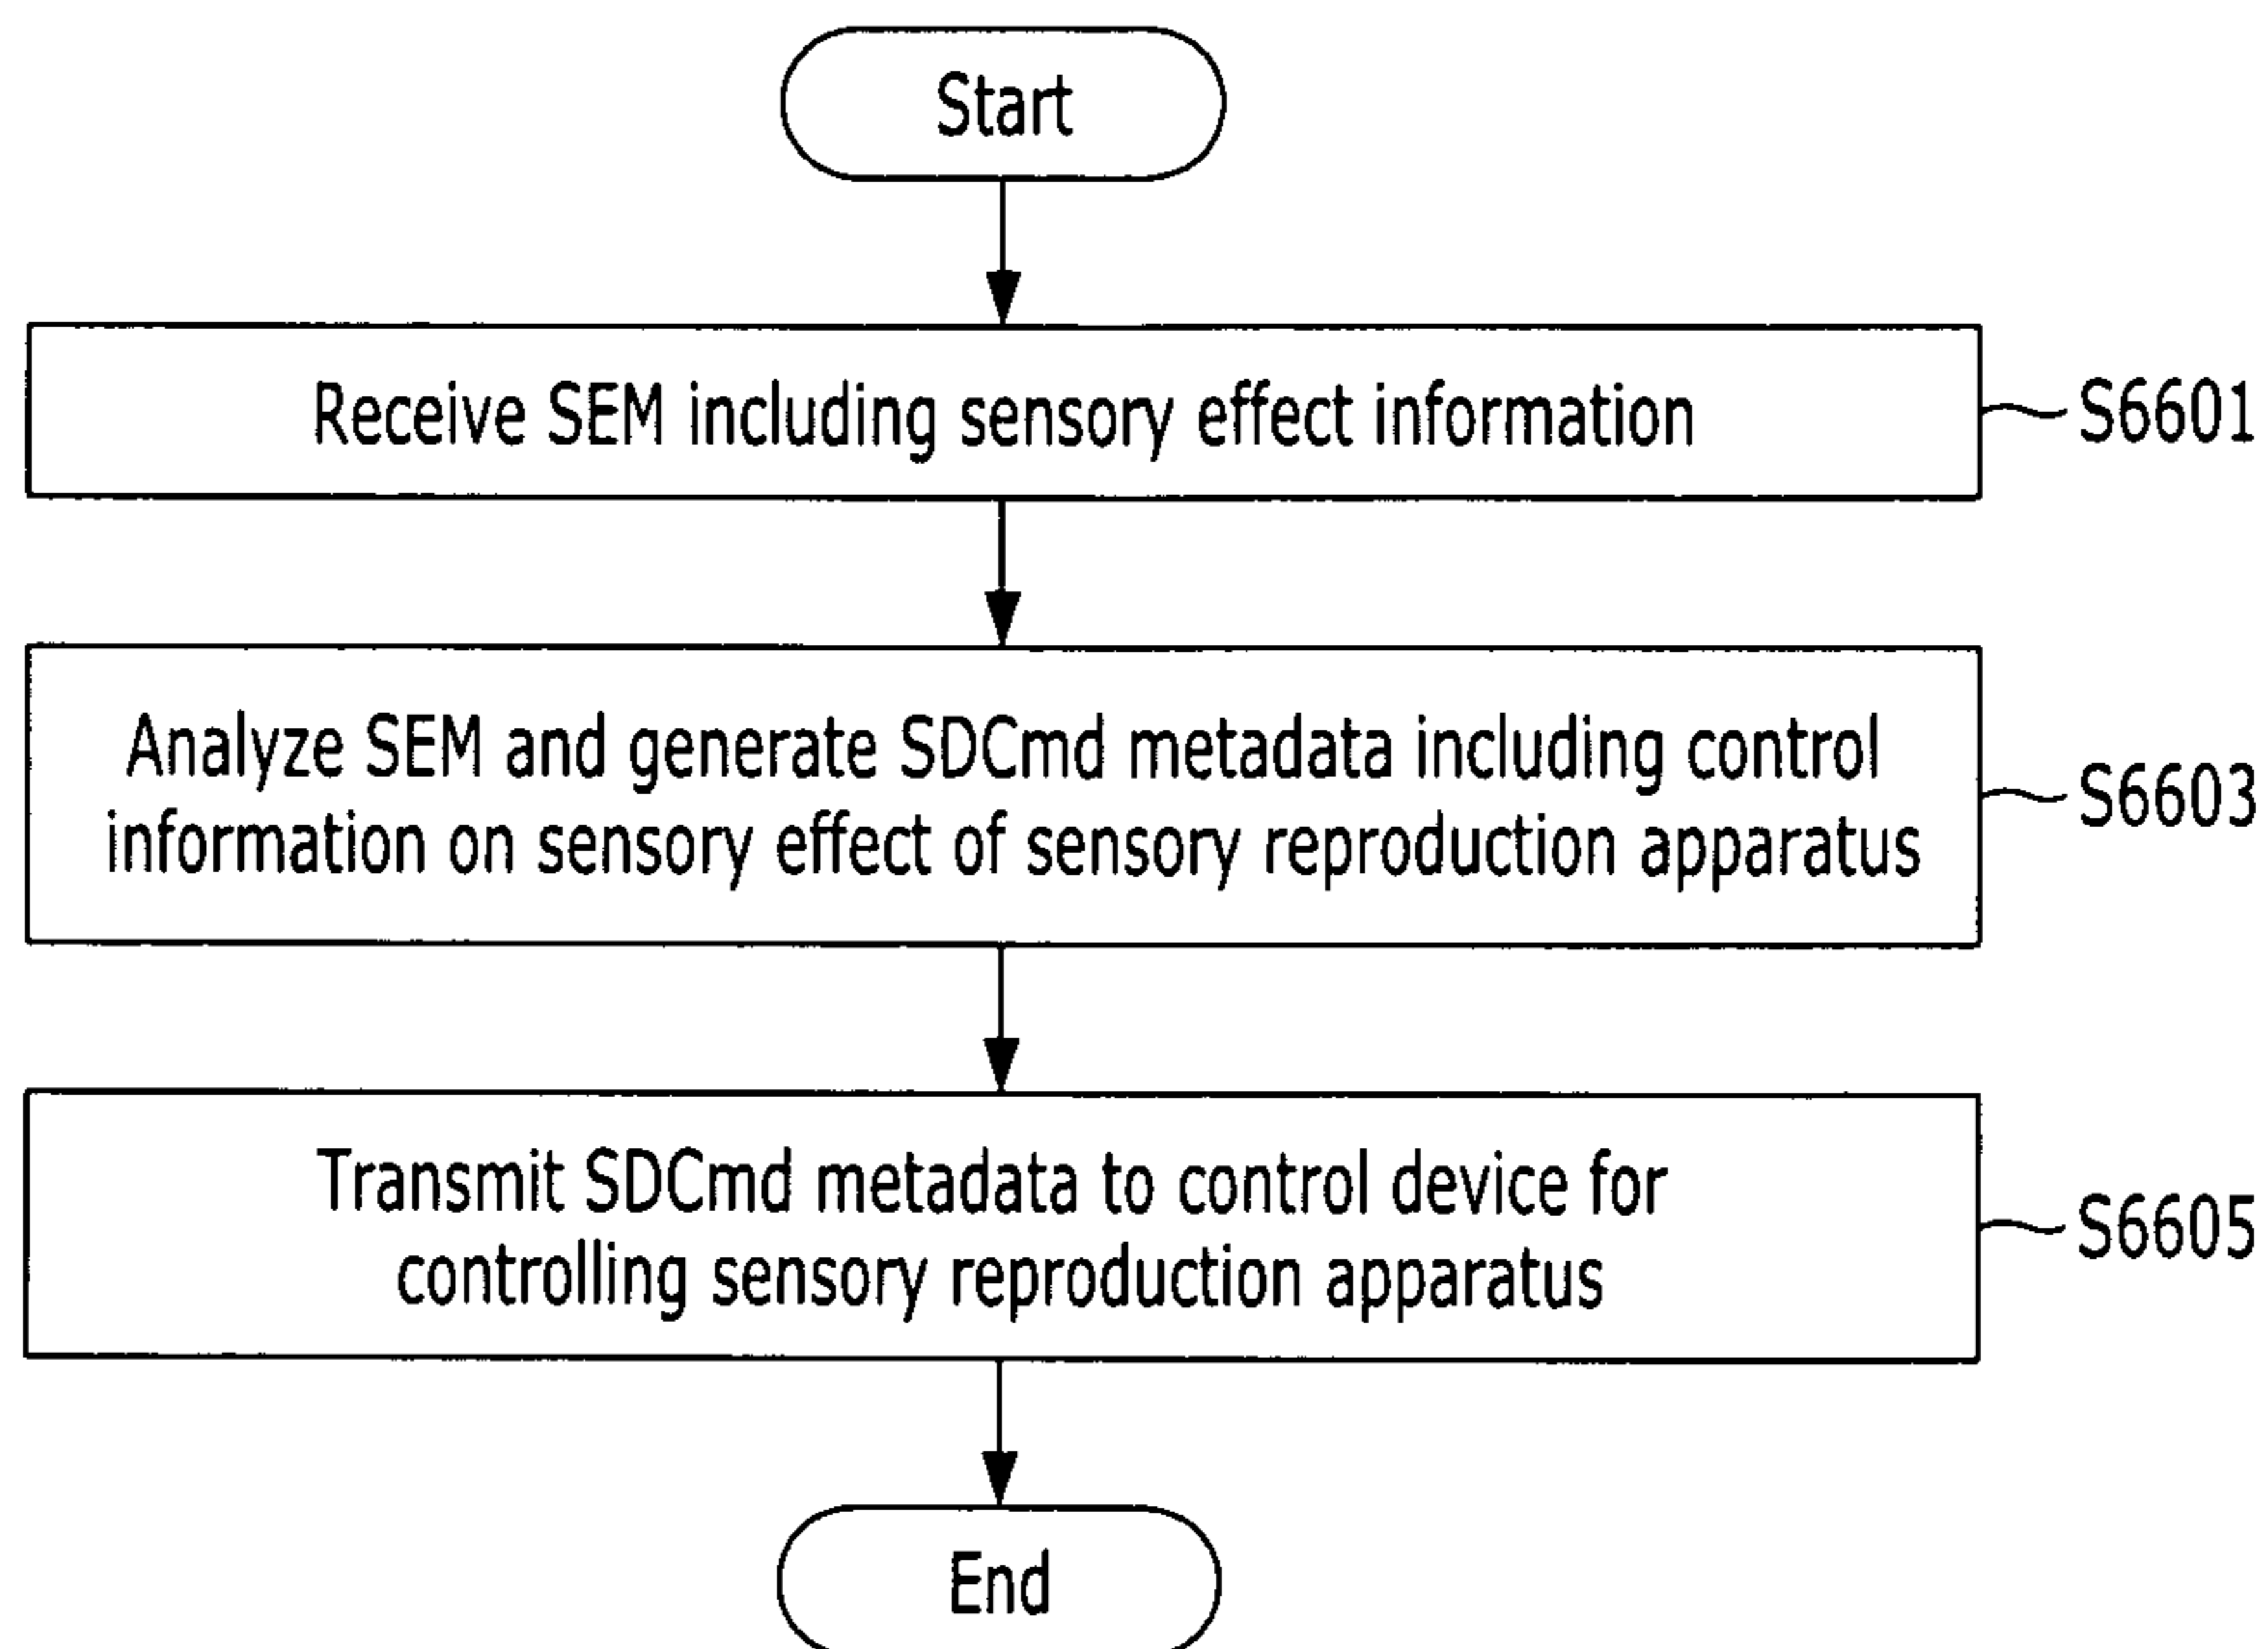 Start
Receive SEM including sensory effect information
S6601
Analyze SEM and generate SDCmd metadata including control
information on sensory effect of sensory reproduction apparatus
S6603
Transmit SDCmd metadata to control device for
controlling sensory reproduction apparatus
S6605
End